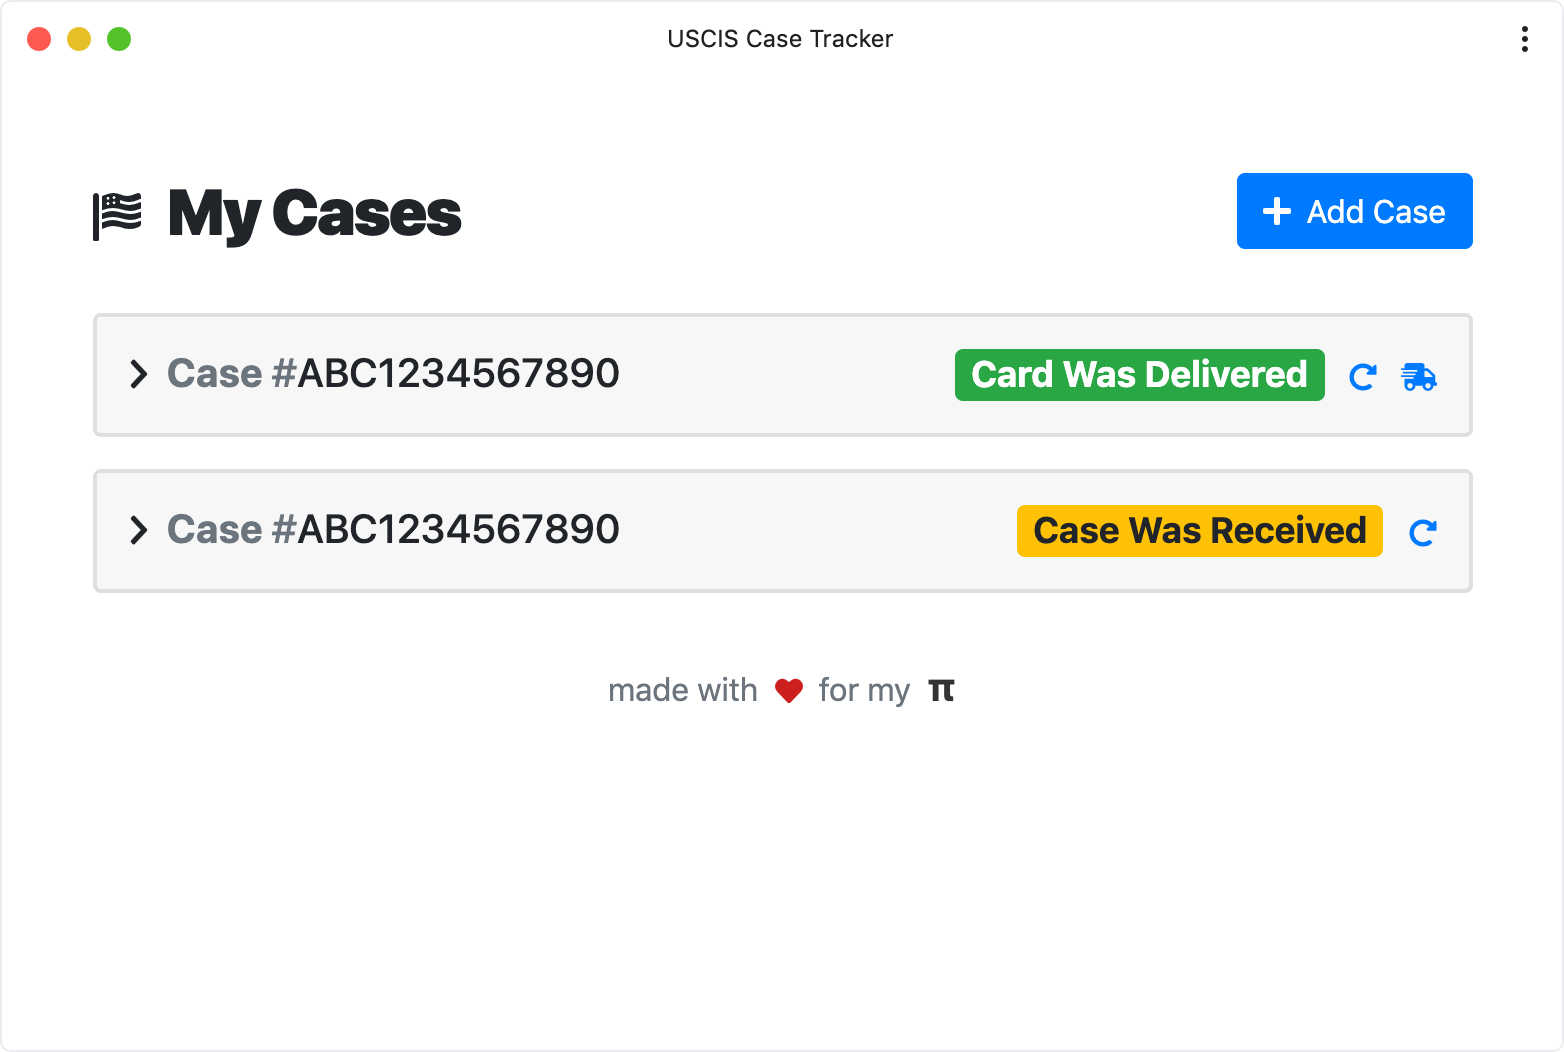 USCIS Case Tracker
My Cases
Add Case
Case #ABC1234567890
Card Was Delivered
Case #ABC1234567890
Case Was Received
made with ❤ for my π